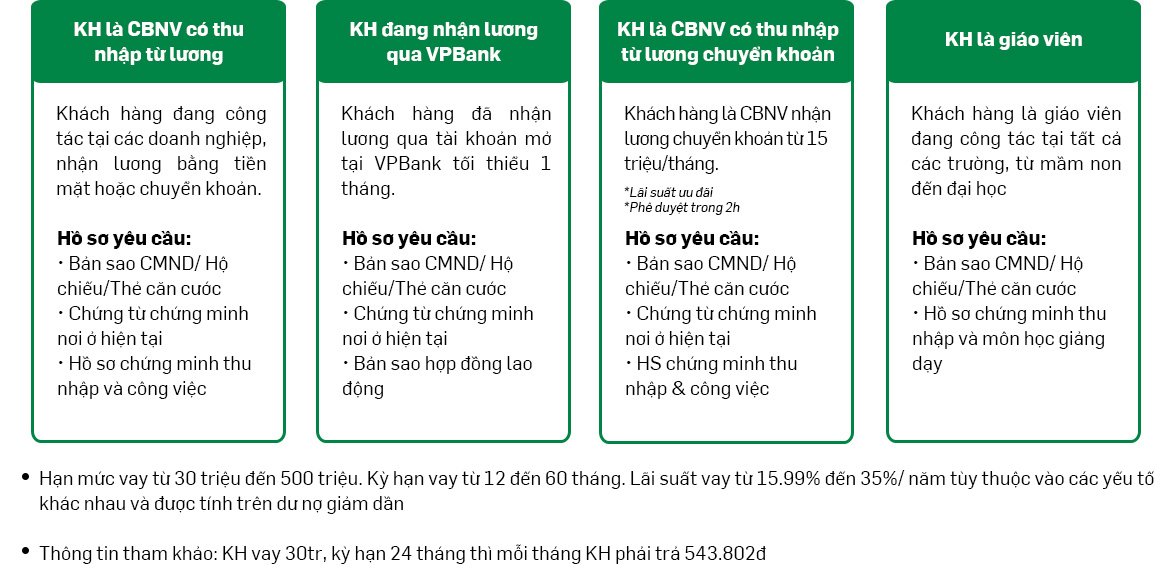 KH là CBNV có thu
nhập từ lương
Khách hàng đang công
tác tại các doanh nghiệp,
nhận lương bằng tiền
mặt hoặc chuyển khoản.
Hồ sơ yêu cầu:
· Bản sao CMND/ Hộ
chiếu/Thẻ căn cước
· Chứng từ chứng minh
nơi ở hiện tại
· Hồ sơ chứng minh thu
nhập và công việc
KH đang nhận lương
qua VPBank
Khách hàng đã nhận
lương qua tài khoản mở
tại VPBank tối thiểu 1
tháng.
Hồ sơ yêu cầu:
· Bản sao CMND/ Hộ
chiếu/Thẻ căn cước
· Chứng từ chứng minh
nơi ở hiện tại
· Bản sao hợp đồng lao
động
KH là CBNV có thu nhập
từ lương chuyển khoản
Khách hàng là CBNV nhận
lương chuyển khoản từ 15
triệu/tháng.
*Lãi suất ưu đãi
*Phê duyệt trong 2h
Hồ sơ yêu cầu:
· Bản sao CMND/ Hộ
chiếu/Thẻ căn cước
· Chứng từ chứng minh
nơi ở hiện tại
· HS chứng minh thu
nhập & công việc
KH là giáo viên
Khách hàng là giáo viên
đang công tác tại tất cả
các trường, từ mầm non
đến đại học
Hồ sơ yêu cầu:
· Bản sao CMND/ Hộ
chiếu/Thẻ căn cước
· Hồ sơ chứng minh thu
nhập và môn học giảng
dạy
• Hạn mức vay từ 30 triệu đến 500 triệu. Kỳ hạn vay từ 12 đến 60 tháng. Lãi suất vay từ 15.99% đến 35%/ năm tùy thuộc vào các yếu tố
khác nhau và được tính trên dư nợ giảm dần
• Thông tin tham khảo: KH vay 30tr, kỳ hạn 24 tháng thì mỗi tháng KH phải trả 543.802đ